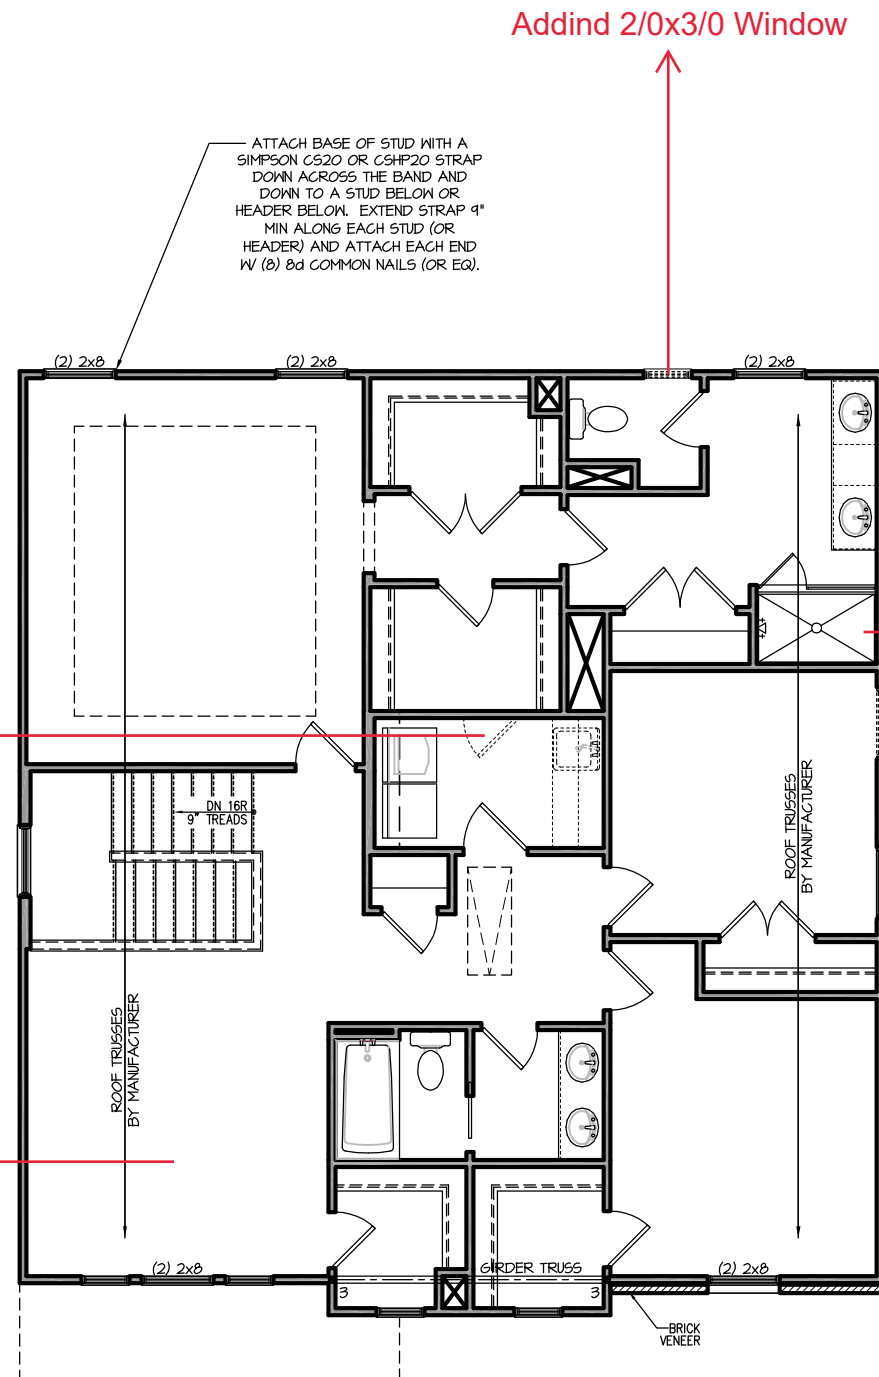 Addind 2/0x3/0 Window
ATTACH BASE OF STUD WITH A
SIMPSON CS20 OR CSHP20 STRAP
DOWN ACROSS THE BAND AND
DOWN TO A STUD BELOW OR
HEADER BELOW. EXTEND STRAP 9"
MIN ALONG EACH STUD (OR
HEADER) AND ATTACH EACH END
W/ (8) 8d COMMON NAILS (OR EQ).
(2) 2x8
(2) 2x8
(2) 2x8
DN 16R
9" TREADS
ROOF TRUSSES
BY MANUFACTURER
ROOF TRUSSES
BY MANUFACTURER
(2) 2x8
GIRDER TRUSS
(2) 2x8
3
3
BRICK
VENEER